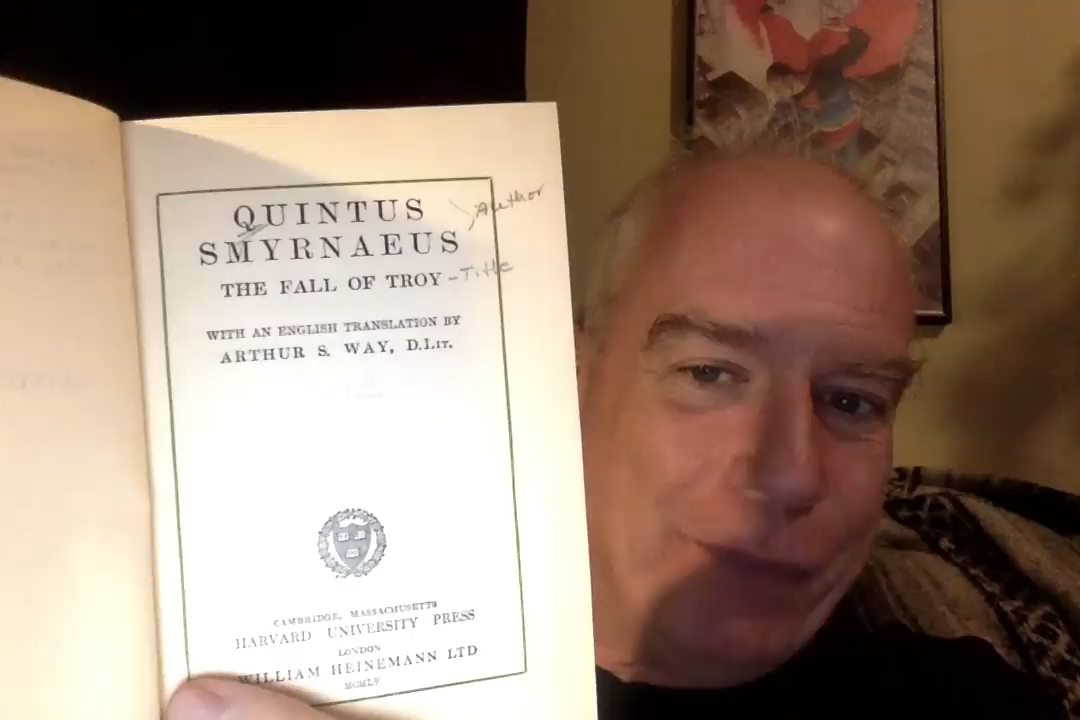 QUINTUS
SMYRNAEUS
Author
THE FALL OF TROY
- Title
WITH AN ENGLISH TRANSLATION BY
ARTHUR S. WAY, D.Lit.
CAMBRIDGE, MASSACHUSETTS
HARVARD UNIVERSITY PRESS
LONDON
WILLIAM HEINEMANN LTD
MCMLV